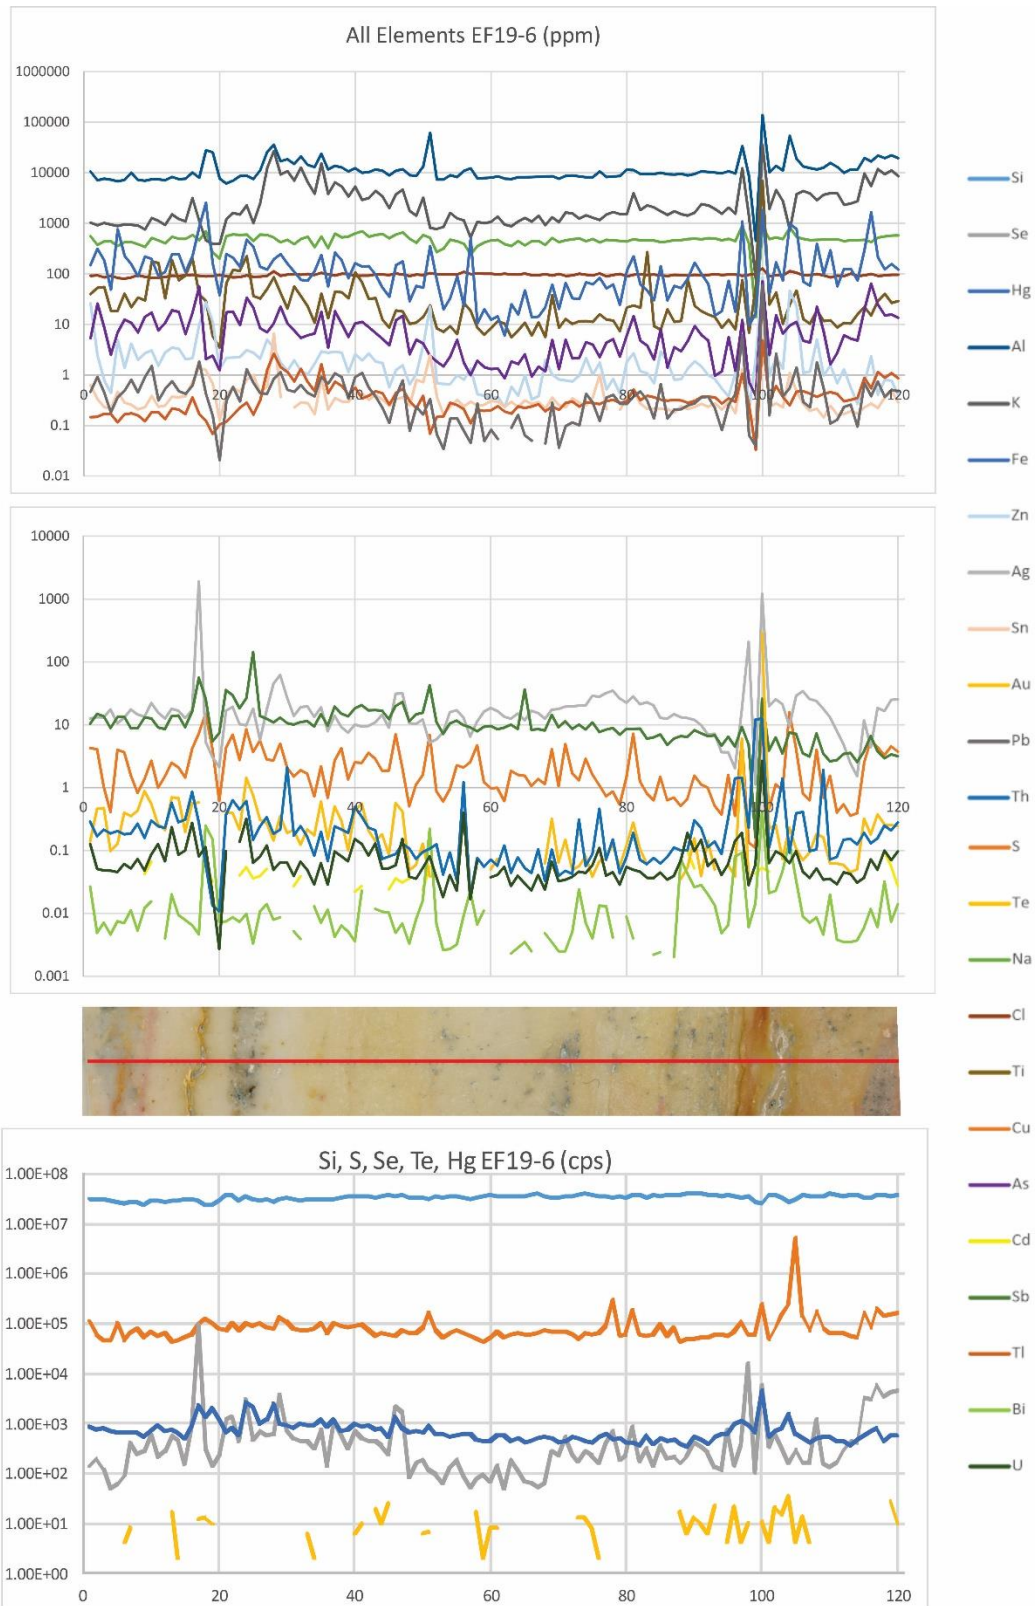 All Elements EF19-6 (ppm)
1000000
100000
10000
1000
100
10
1
0.1
0.01
0 20 40 60 80 100 120
10000
1000
100
10
1
0.1
0.01
0.001
0 20 40 60 80 100 120
Si, S, Se, Te, Hg EF19-6 (cps)
1.00E+08
1.00E+07
1.00E+06
1.00E+05
1.00E+04
1.00E+03
1.00E+02
1.00E+01
1.00E+00
0 20 40 60 80 100 120
Si
Se
Hg
Al
K
Fe
Zn
Ag
Sn
Au
Pb
Th
S
Te
Na
Cl
Ti
Cu
As
Cd
Sb
Tl
Bi
U